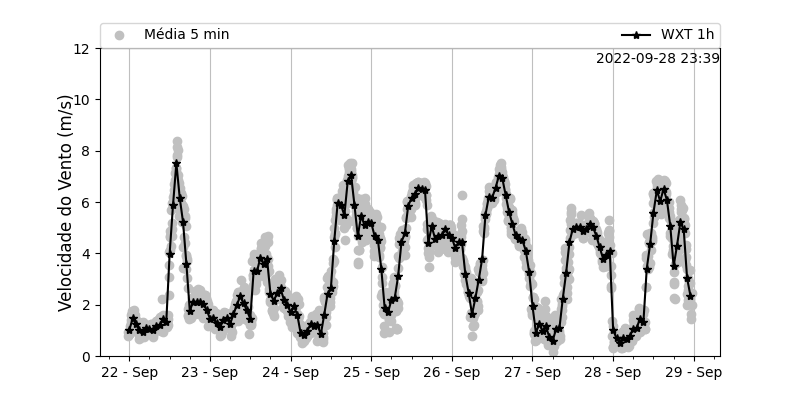 Média 5 min
WXT 1h
2022-09-28 23:39
Velocidade do Vento (m/s)
12
10
8
6
4
2
0
22 - Sep
23 - Sep
24 - Sep
25 - Sep
26 - Sep
27 - Sep
28 - Sep
29 - Sep